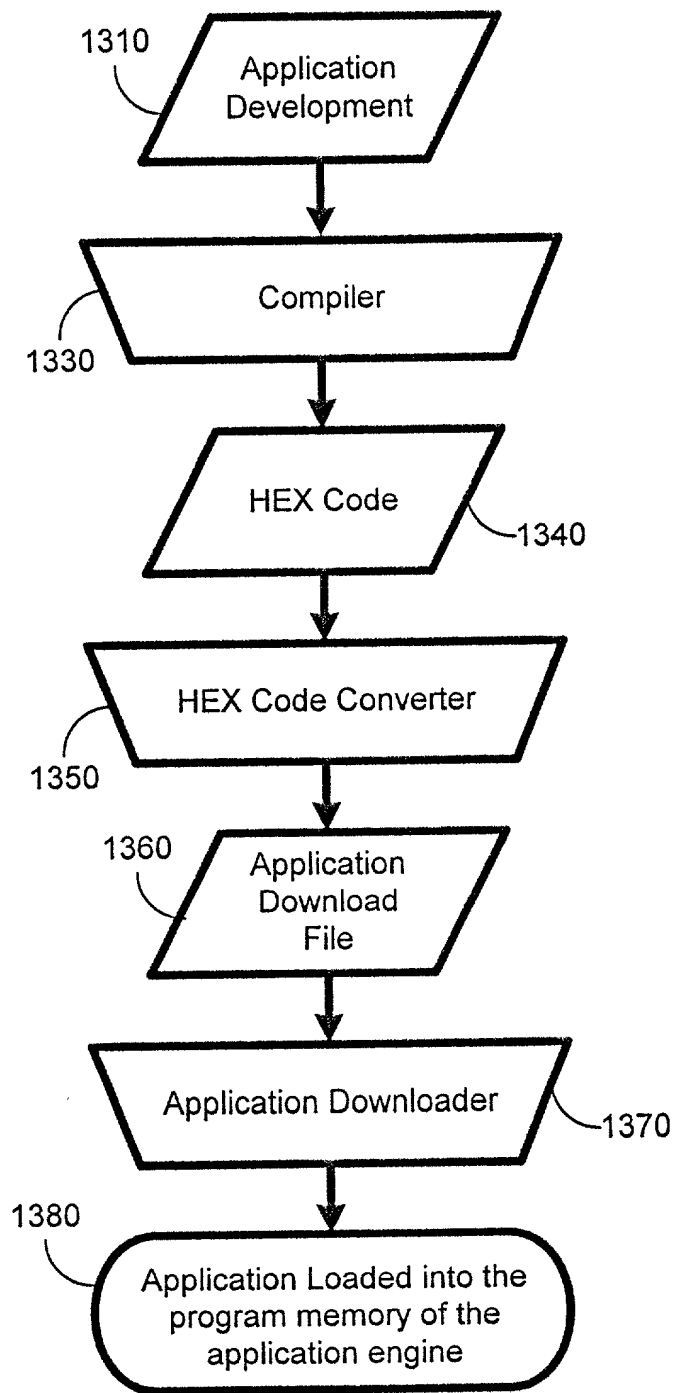 1310
Application
Development
Compiler
1330
HEX Code
1340
HEX Code Converter
1350
1360
Application
Download
File
Application Downloader
1370
1380
Application Loaded into the
program memory of the
application engine